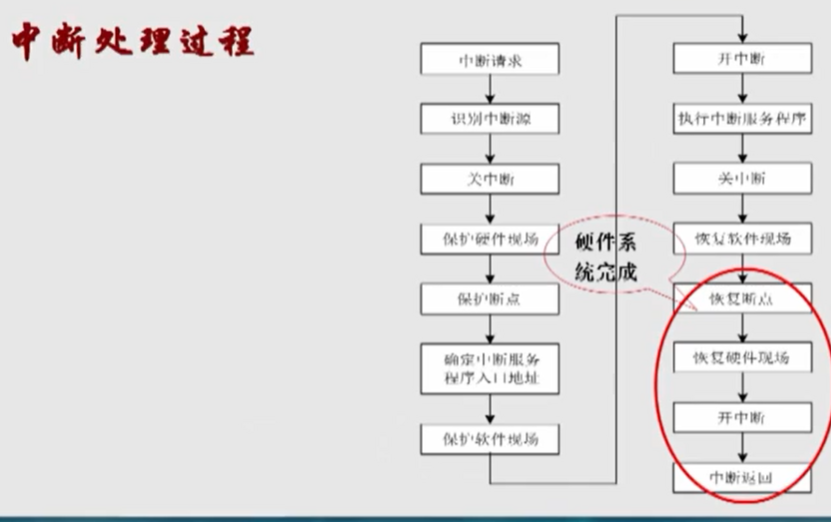 中断处理过程
中断请求
识别中断源
关中断
保护硬件现场
保护断点
确定中断服务
程序入口地址
保护软件现场
开中断
执行中断服务程序
关中断
恢复软件现场
硬件系
统完成
恢复断点
恢复硬件现场
开中断
中断返回